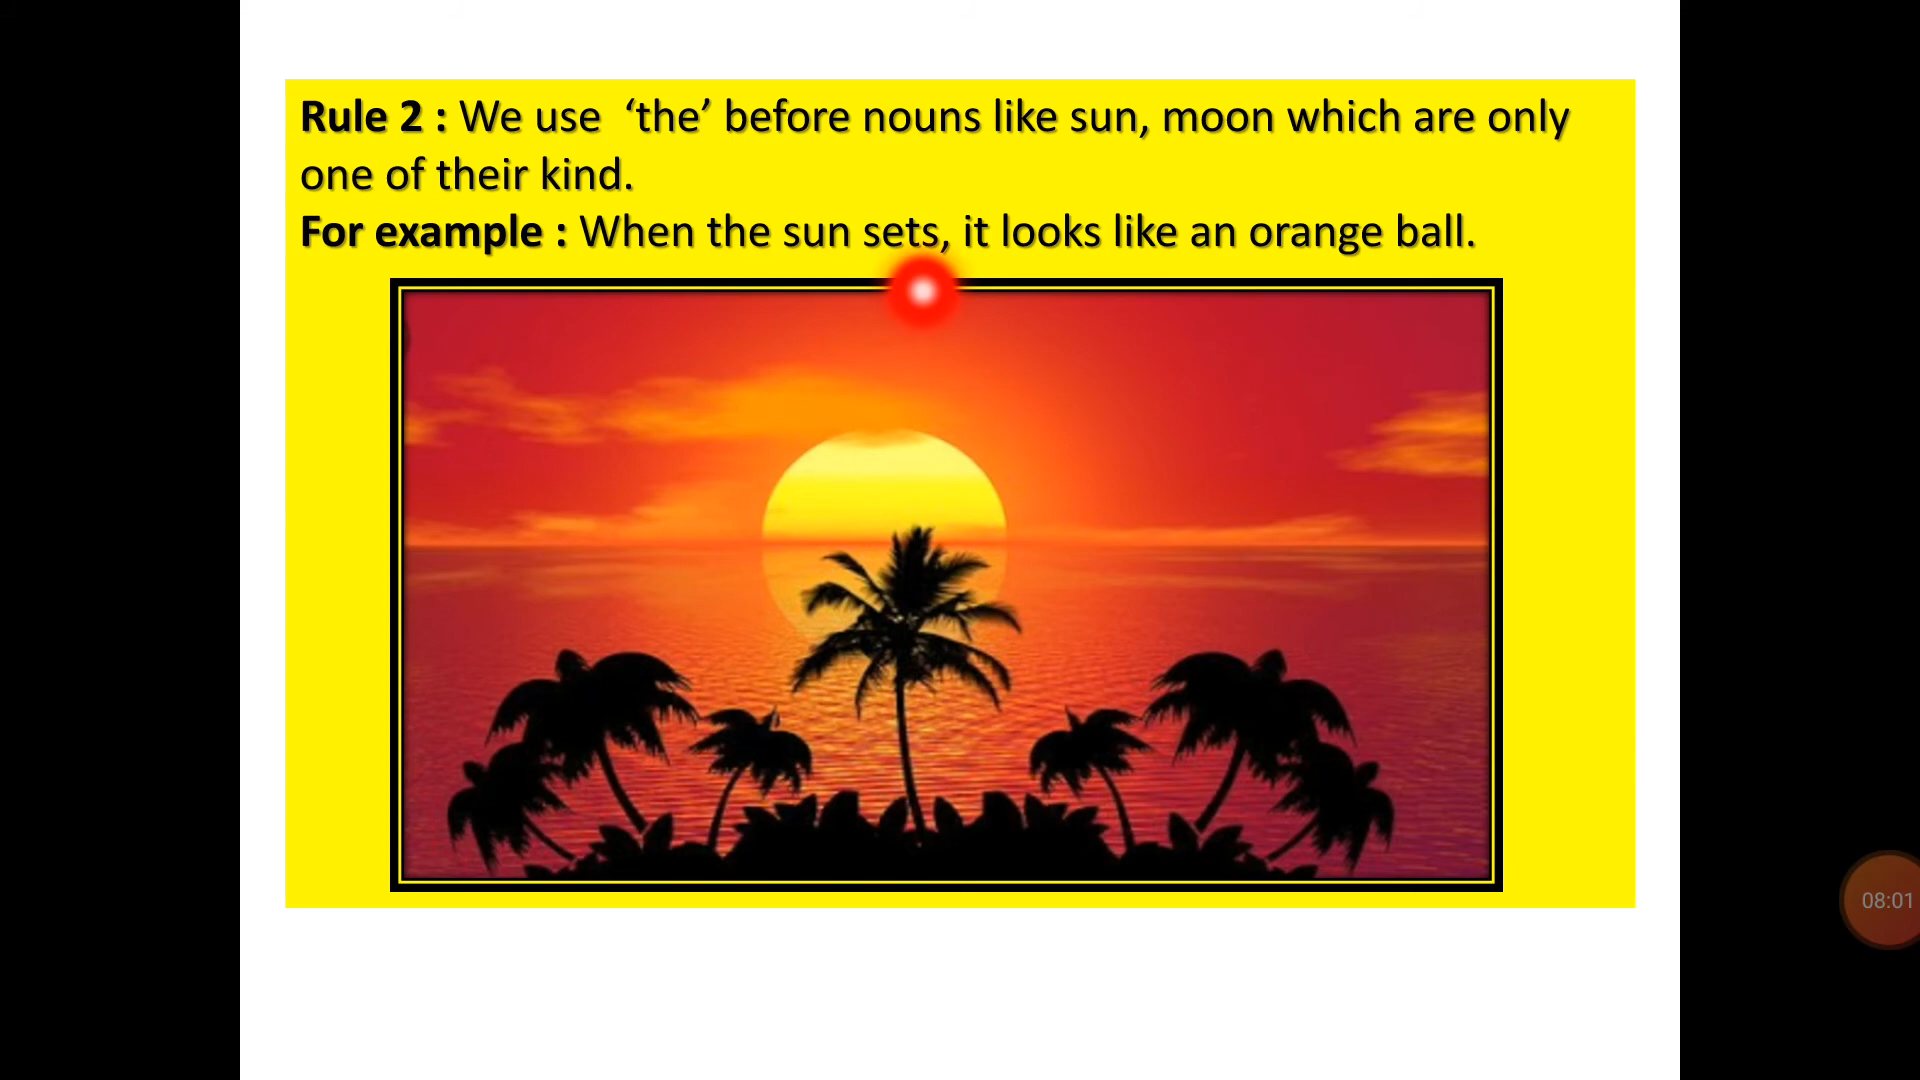 Rule 2 : We use ‘the’ before nouns like sun, moon which are only
one of their kind.
For example : When the sun sets, it looks like an orange ball.
08:01